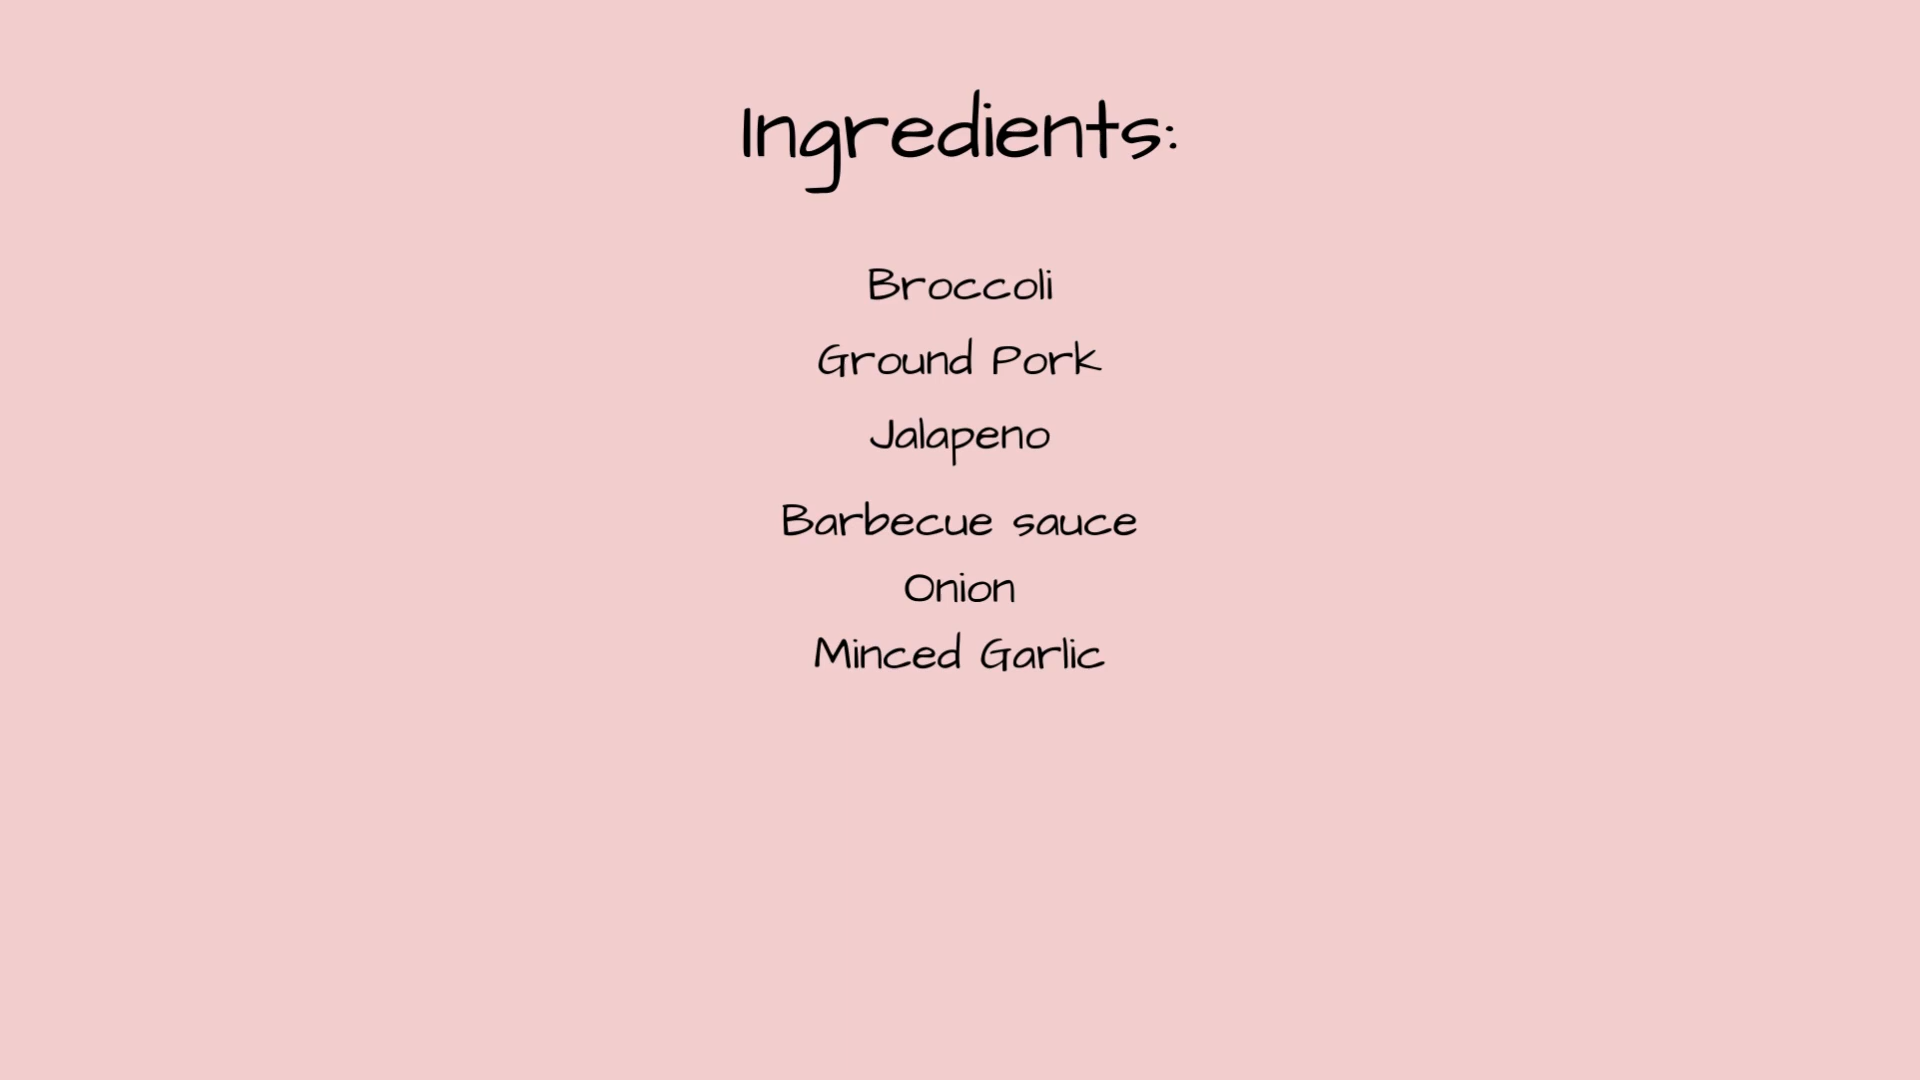 Ingredients:
Broccoli
Ground Pork
Jalapeno
Barbecue sauce
Onion
Minced Garlic